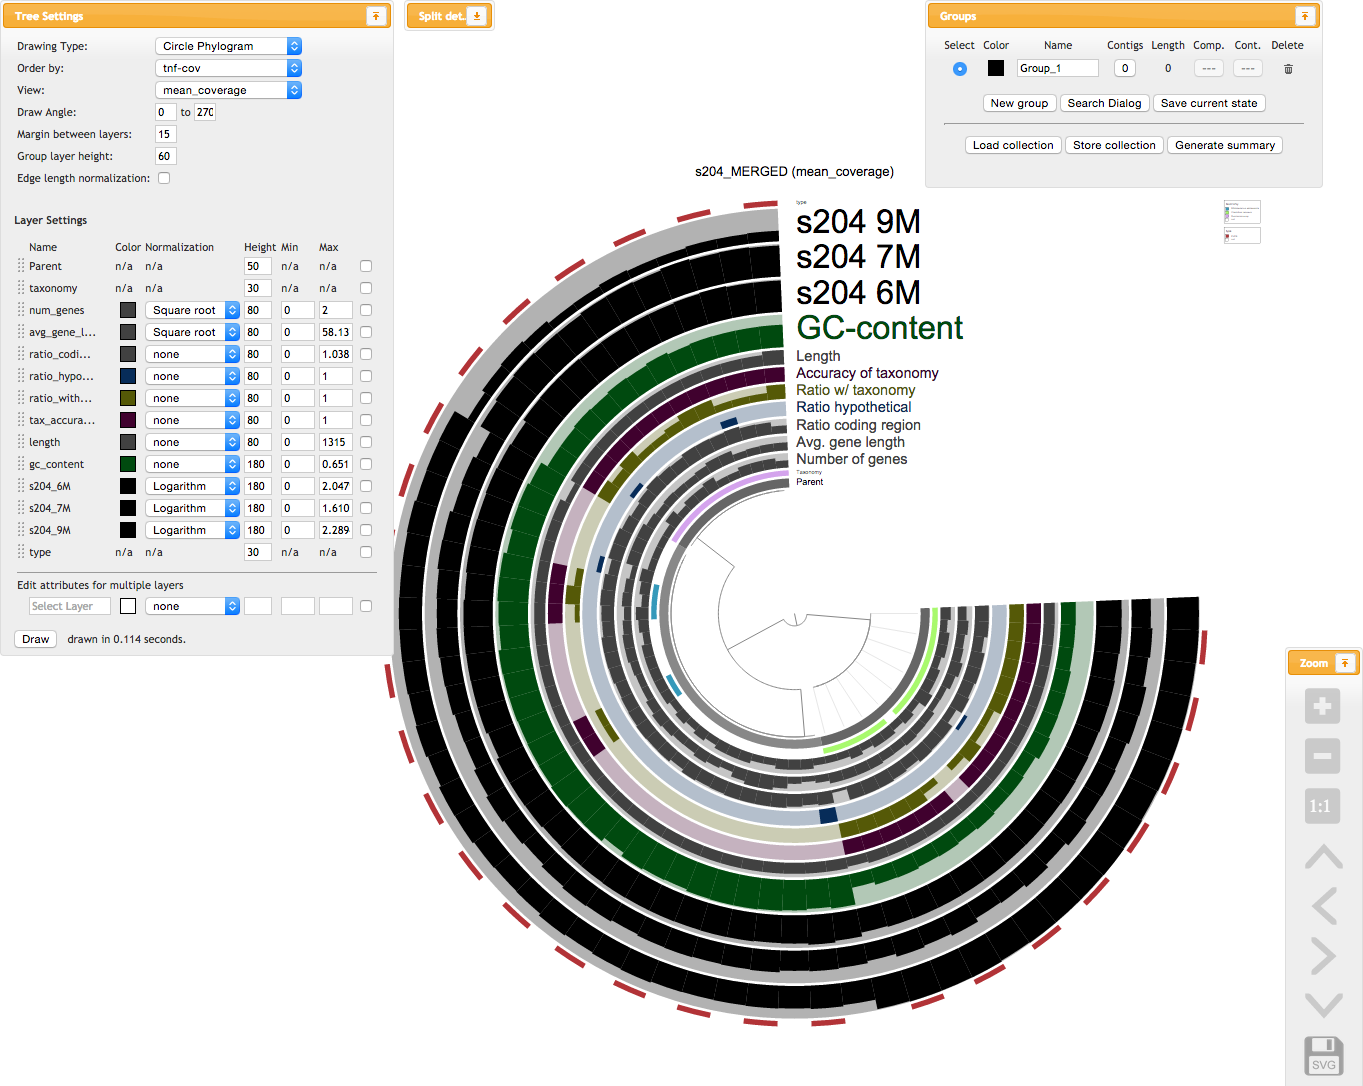 Tree Settings
Drawing Type: Circle Phylogram
Order by: tnf-cov
View: mean_coverage
Draw Angle: 0 to 270
Margin between layers: 15
Group layer height: 60
Edge length normalization:
Layer Settings
Name Color Normalization Height Min Max
Parent n/a n/a 50 n/a n/a
taxonomy n/a n/a 30 n/a n/a
num_genes Square root 80 0 2
avg_gene_l... Square root 80 0 58.13
ratio_codi... none 80 0 1.038
ratio_hypo... none 80 0 1
ratio_with... none 80 0 1
tax_accura... none 80 0 1
length none 80 0 1315
gc_content none 180 0 0.651
s204_6M Logarithm 180 0 2.047
s204_7M Logarithm 180 0 1.610
s204_9M Logarithm 180 0 2.289
type n/a n/a 30 n/a n/a
Edit attributes for multiple layers
Select Layer none
Draw drawn in 0.114 seconds.
Split det.
Groups
Select Color Name Contigs Length Comp. Cont. Delete
Group_1 0 0 --- ---
New group Search Dialog Save current state
Load collection Store collection Generate summary
s204_MERGED (mean_coverage)
type
s204 9M
s204 7M
s204 6M
GC-content
Length
Accuracy of taxonomy
Ratio w/ taxonomy
Ratio hypothetical
Ratio coding region
Avg. gene length
Number of genes
Taxonomy
Parent
Zoom
1:1
SVG